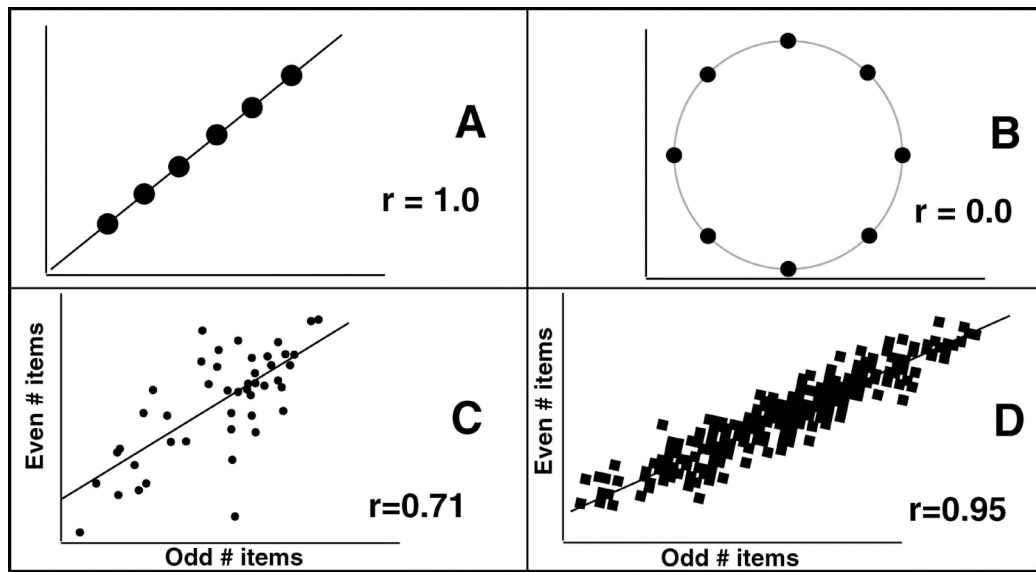 A
r = 1.0
B
r = 0.0
Even # items
C
r=0.71
Odd # items
Even # items
D
r=0.95
Odd # items